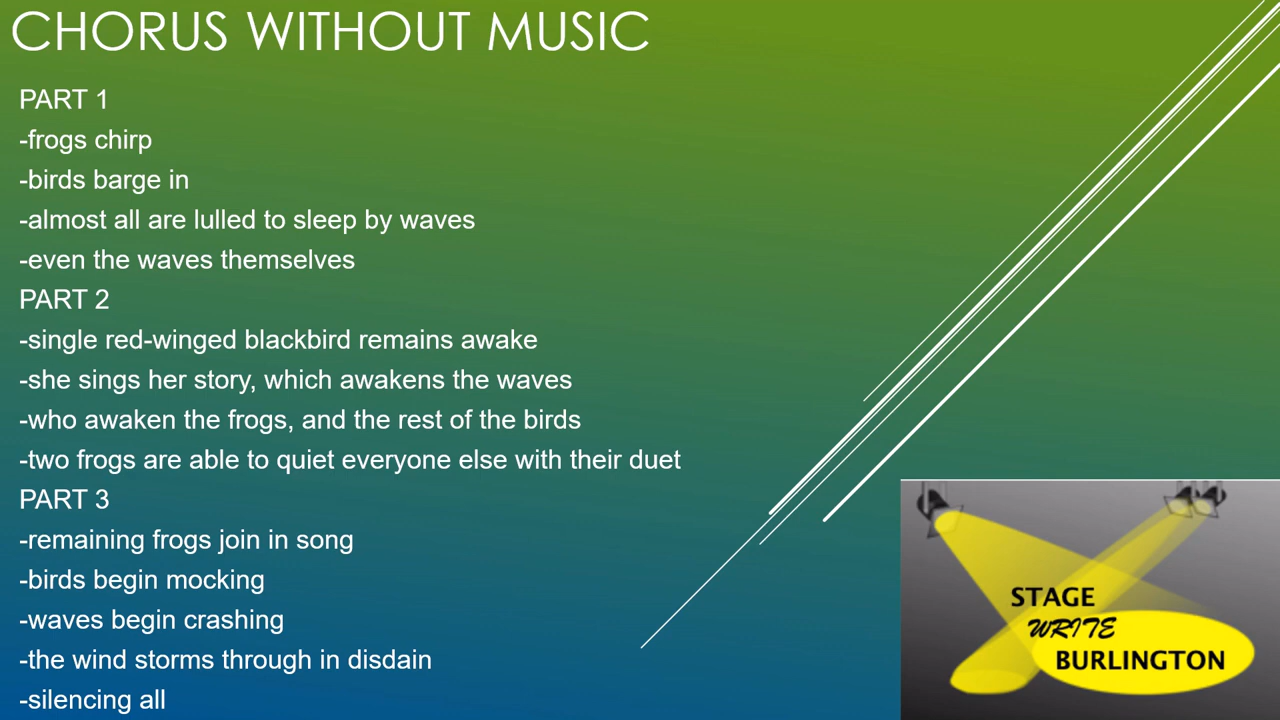 CHORUS WITHOUT MUSIC
PART 1
-frogs chirp
-birds barge in
-almost all are lulled to sleep by waves
-even the waves themselves
PART 2
-single red-winged blackbird remains awake
-she sings her story, which awakens the waves
-who awaken the frogs, and the rest of the birds
-two frogs are able to quiet everyone else with their duet
PART 3
-remaining frogs join in song
-birds begin mocking
-waves begin crashing
-the wind storms through in disdain
-silencing all
STAGE
WRITE
BURLINGTON